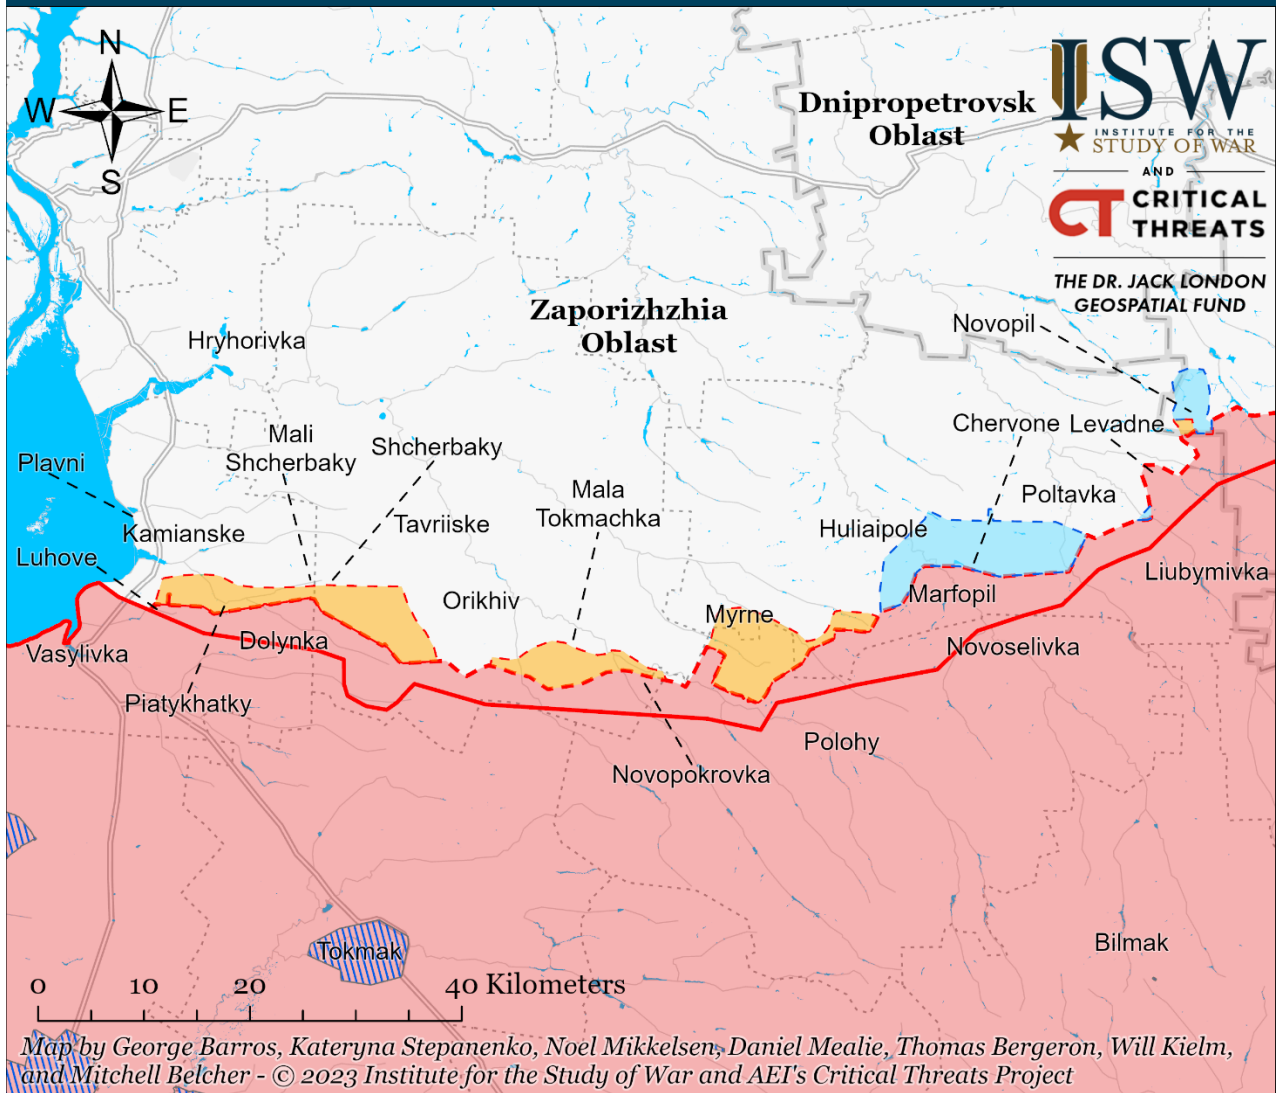 N
W
E
S
Dnipropetrovsk
Oblast
ISW
INSTITUTE FOR THE
STUDY OF WAR
AND
CT CRITICAL
THREATS
THE DR. JACK LONDON
GEOSPATIAL FUND
Zaporizhzhia
Oblast
Novopil
Hryhorivka
Chervone
Levadne
Mali
Shcherbaky
Shcherbaky
Plavni
Mala
Tokmachka
Poltavka
Tavriiske
Kamianske
Huliaipole
Luhove
Liubymivka
Orikhiv
Marfopil
Myrne
Dolynka
Vasylivka
Novoselivka
Piatykhatky
Polohy
Novopokrovka
Tokmak
Bilmak
0 10 20 40 Kilometers
Map by George Barros, Kateryna Stepanenko, Noel Mikkelsen, Daniel Mealie, Thomas Bergeron, Will Kielm,
and Mitchell Belcher - © 2023 Institute for the Study of War and AEI's Critical Threats Project